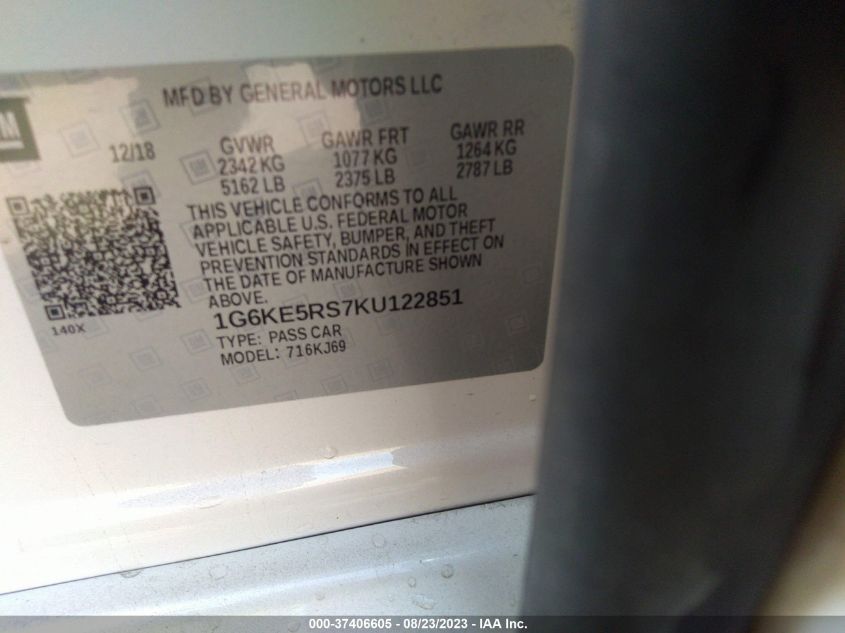 MFD BY GENERAL MOTORS LLC
12/18
GVWR
2342 KG
5162 LB
GAWR FRT
1077 KG
2375 LB
GAWR RR
1264 KG
2787 LB
THIS VEHICLE CONFORMS TO ALL
APPLICABLE U.S. FEDERAL MOTOR
VEHICLE SAFETY, BUMPER, AND THEFT
PREVENTION STANDARDS IN EFFECT ON
THE DATE OF MANUFACTURE SHOWN
ABOVE.
1G6KE5RS7KU122851
TYPE: PASS CAR
MODEL: 716KJ69
140X
000-37406605 - 08/23/2023 - IAA Inc.